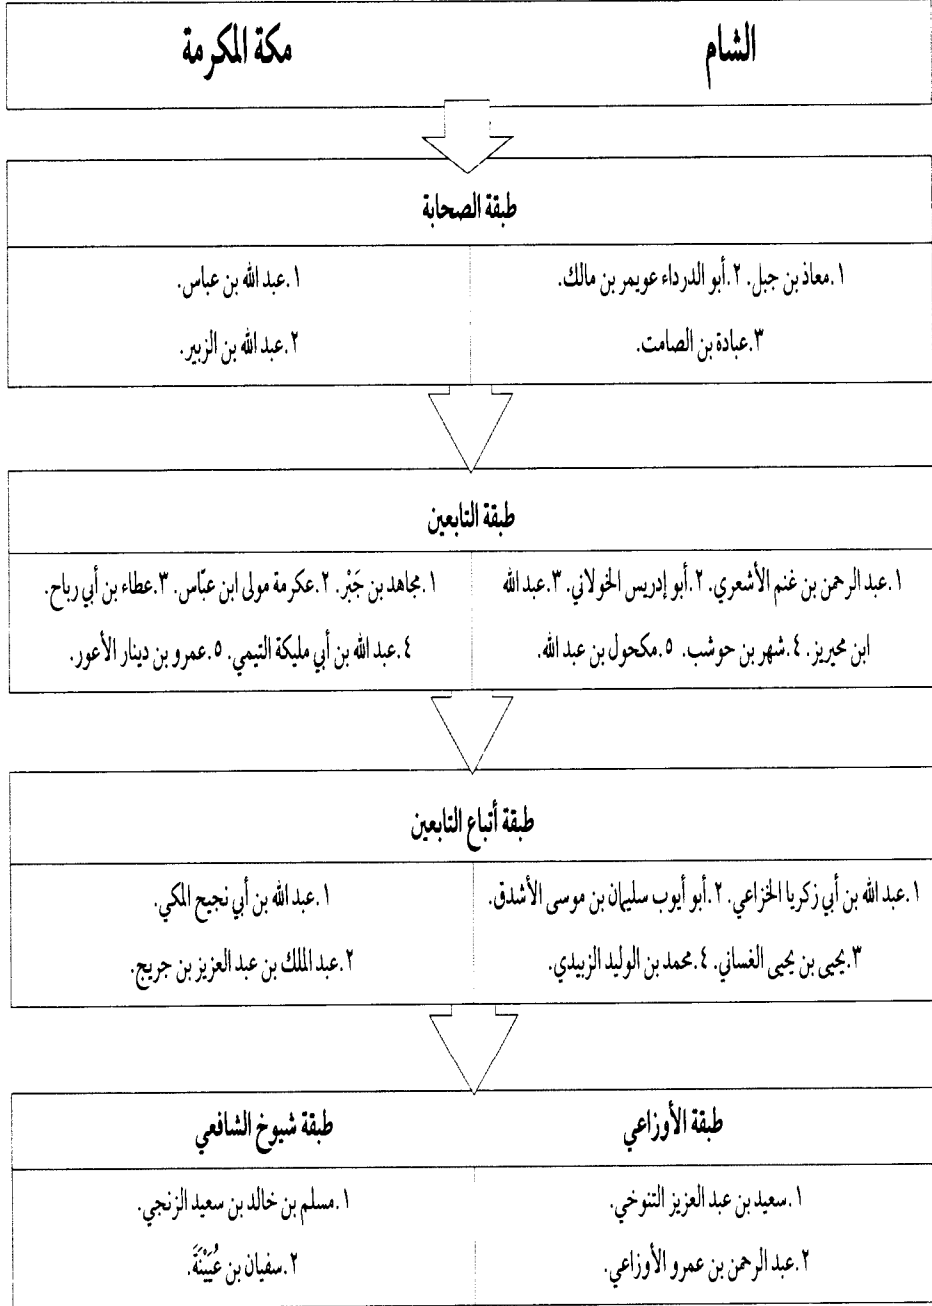 الشام
مكة المكرمة
طبقة الصحابة
١.معاذ بن جبل. ٢.أبو الدرداء عويمر بن مالك.
٣.عبادة بن الصامت.
١.عبد الله بن عباس.
٢.عبد الله بن الزبير.
طبقة التابعين
١.عبد الرحمن بن غنم الأشعري. ٢.أبو إدريس الخولاني. ٣.عبد الله
ابن محيريز. ٤.شهر بن حوشب. ٥.مكحول بن عبد الله.
١.مجاهد بن جَبْر. ٢.عكرمة مولى ابن عبّاس. ٣.عطاء بن أبي رباح.
٤.عبد الله بن أبي مليكة التيمي. ٥.عمرو بن دينار الأعور.
طبقة أتباع التابعين
١.عبد الله بن أبي زكريا الخزاعي. ٢.أبو أيوب سليمان بن موسى الأشدق.
٣.يحيى بن يحيى الغساني. ٤.محمد بن الوليد الزبيدي.
١.عبد الله بن أبي نجيح المكي.
٢.عبد الملك بن عبد العزيز بن جريج.
طبقة الأوزاعي
طبقة شيوخ الشافعي
١.سعيد بن عبد العزيز التنوخي.
٢.عبد الرحمن بن عمرو الأوزاعي.
١.مسلم بن خالد بن سعيد الزنجي.
٢.سفيان بن عُيَيْنَةَ.